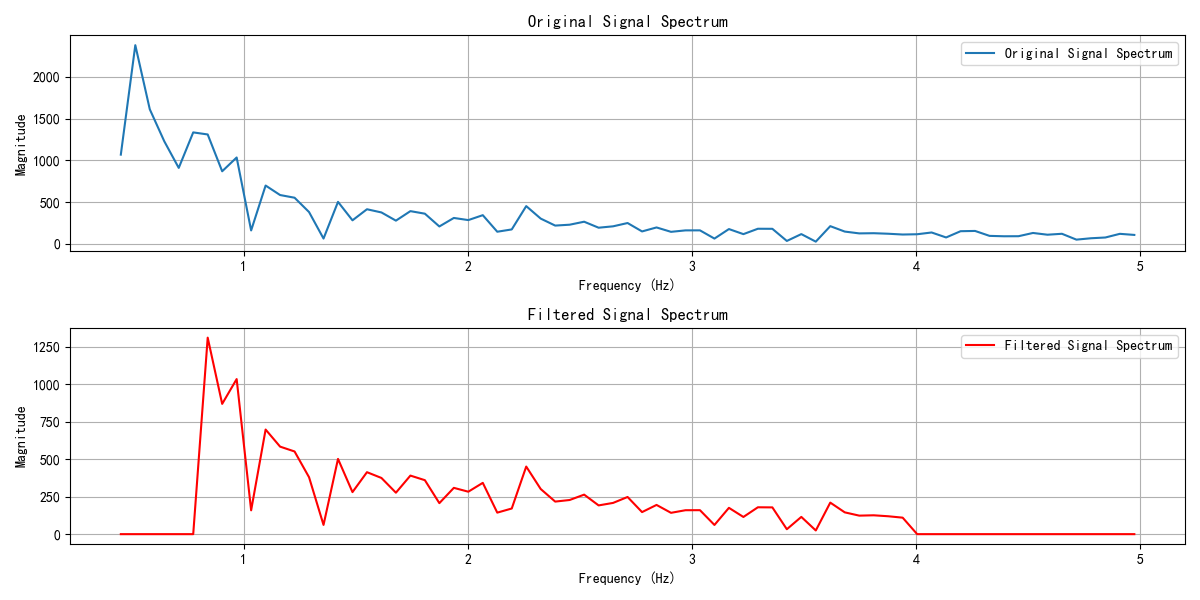 Original Signal Spectrum
Original Signal Spectrum
Magnitude
2000
1500
1000
500
0
1 2 3 4 5
Frequency (Hz)
Filtered Signal Spectrum
Filtered Signal Spectrum
Magnitude
1250
1000
750
500
250
0
1 2 3 4 5
Frequency (Hz)